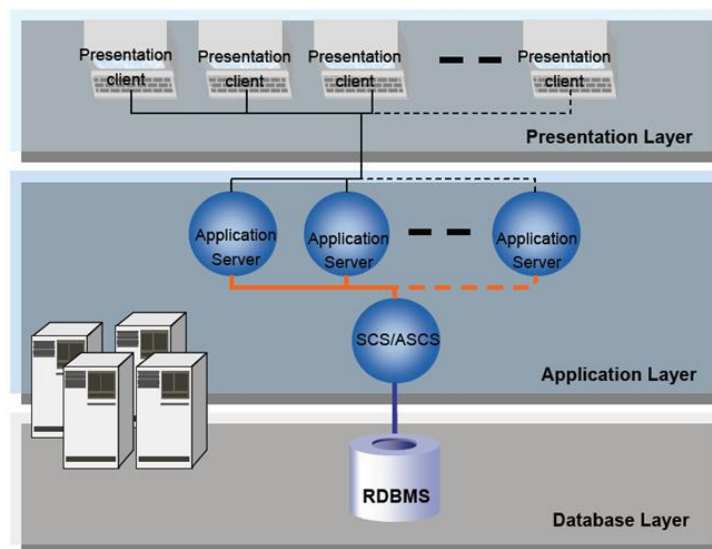 Presentation
client
Presentation
client
Presentation
client
Presentation
client
Presentation Layer
Application
Server
Application
Server
Application
Server
SCS/ASCS
Application Layer
RDBMS
Database Layer